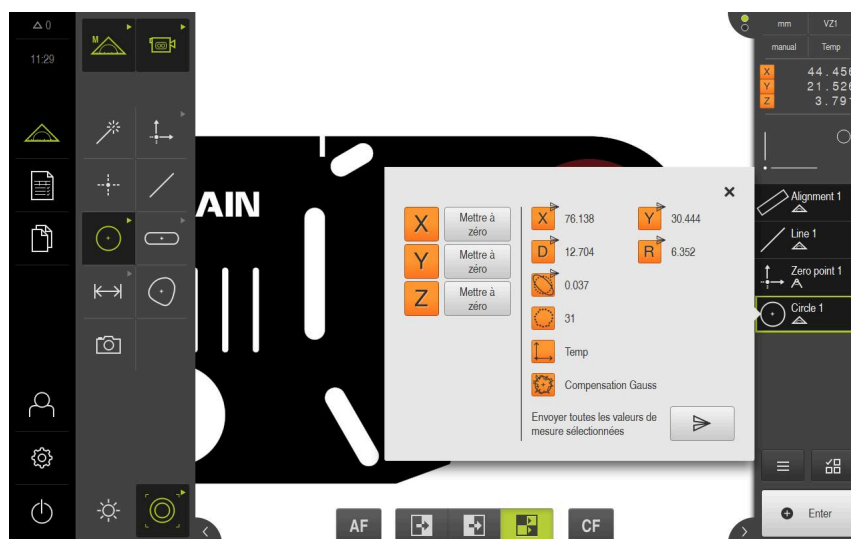 △ 0
mm VZ1
11:29
M
manual Temp
X 44.456
Y 21.526
Z 3.791
AIN
Alignment 1
Line 1
Zero point 1
Circle 1
X Mettre à zéro
Y Mettre à zéro
Z Mettre à zéro
X 76.138 Y 30.444
D 12.704 R 6.352
0.037
31
Temp
Compensation Gauss
Envoyer toutes les valeurs de
mesure sélectionnées
Enter
AF CF